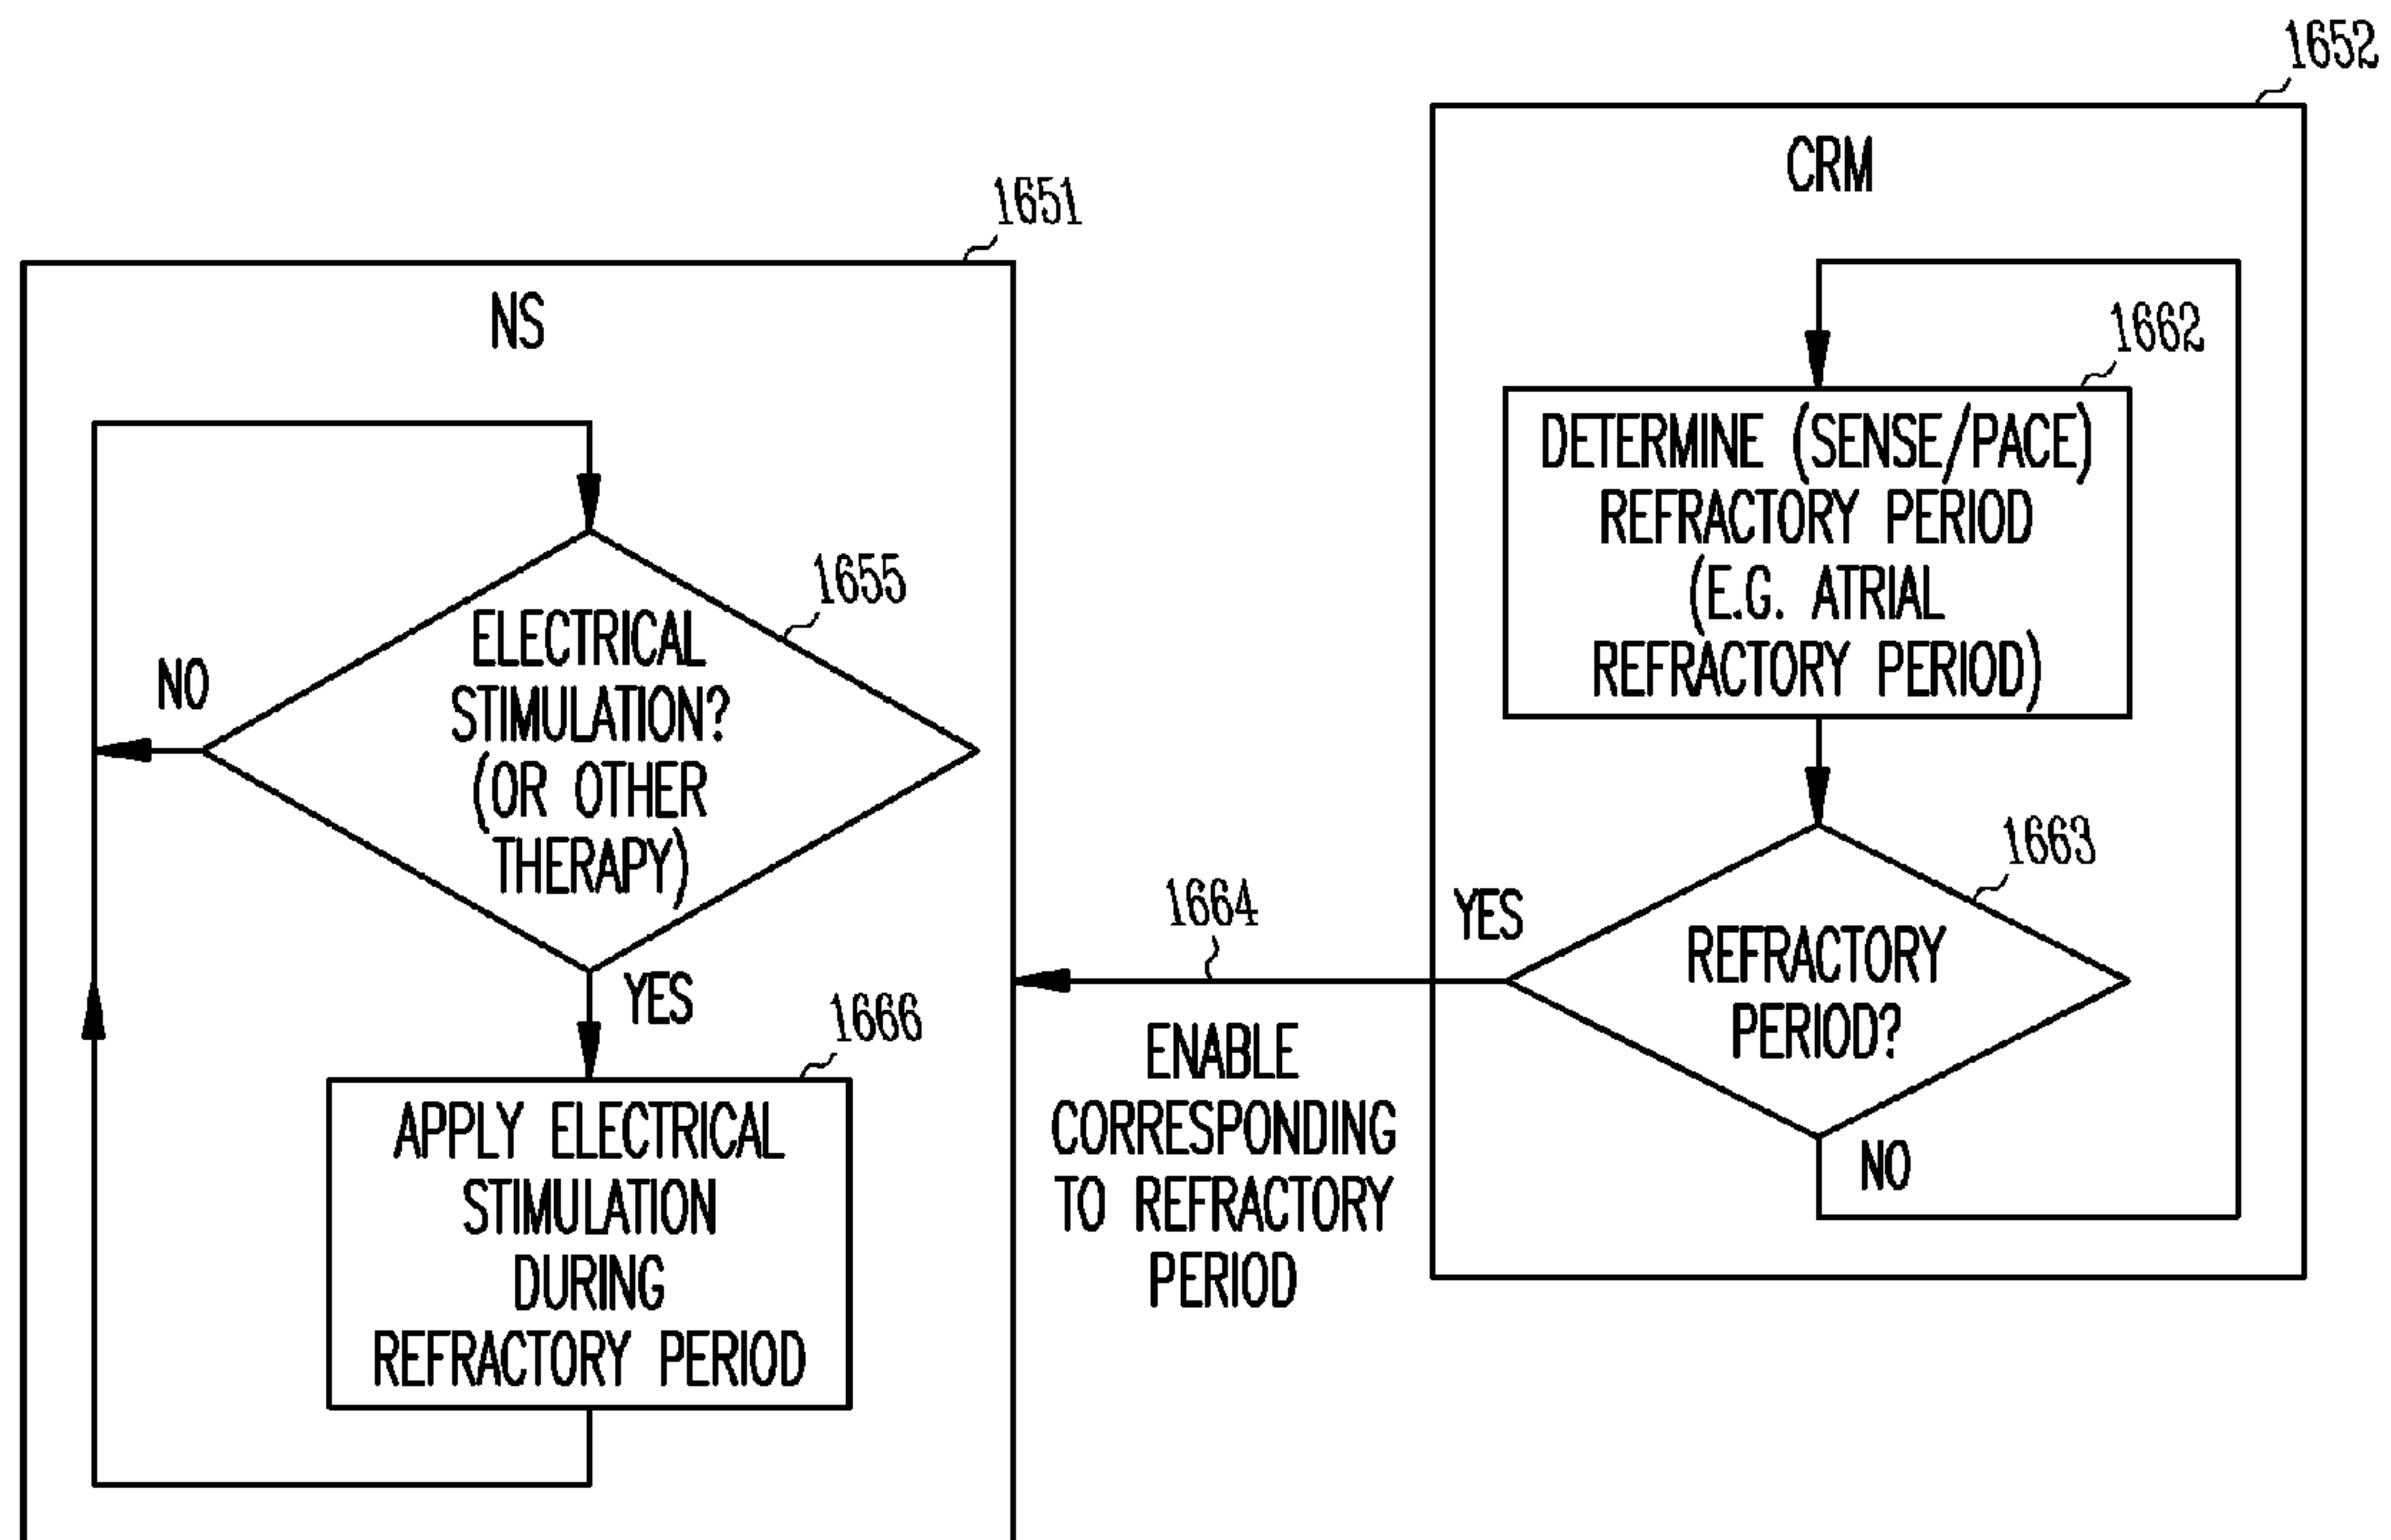 1652
CRM
1651
NS
1662
DETERMINE (SENSE/PACE)
REFRACTORY PERIOD
(E.G. ATRIAL
REFRACTORY PERIOD)
1655
ELECTRICAL
STIMULATION?
(OR OTHER
THERAPY)
NO
YES
1666
APPLY ELECTRICAL
STIMULATION
DURING
REFRACTORY PERIOD
1664
ENABLE
CORRESPONDING
TO REFRACTORY
PERIOD
YES
1663
REFRACTORY
PERIOD?
NO